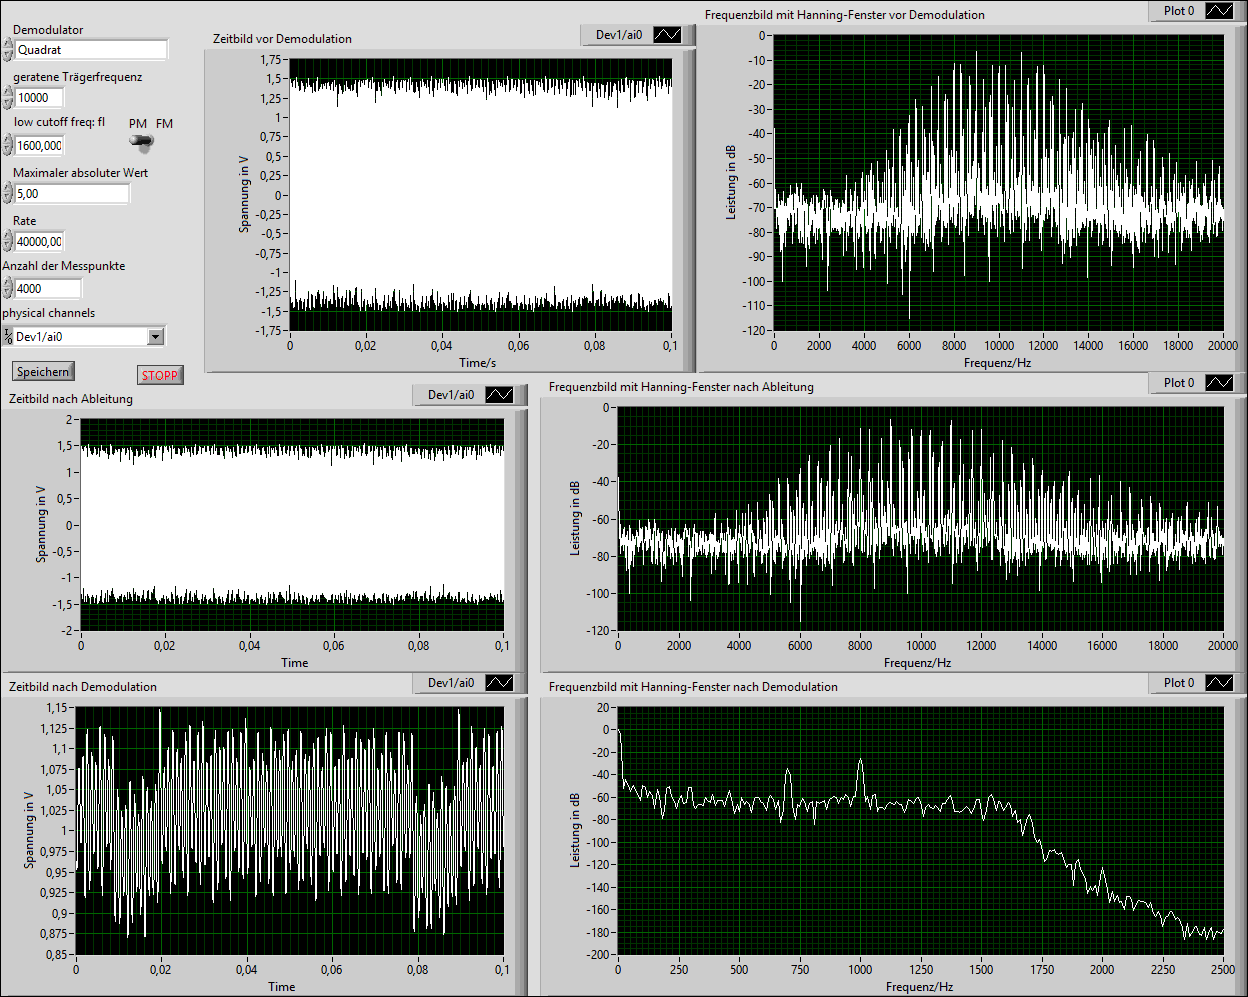 Demodulator
Quadrat
geratene Trägerfrequenz
10000
low cutoff freq: fl
PM FM
1600,000
Maximaler absoluter Wert
5,00
Rate
40000,00
Anzahl der Messpunkte
4000
physical channels
I/O Dev1/ai0
Speichern
STOPP
Zeitbild vor Demodulation
Dev1/ai0
Spannung in V
1,75
1,5
1,25
1
0,75
0,5
0,25
0
-0,25
-0,5
-0,75
-1
-1,25
-1,5
-1,75
0 0,02 0,04 0,06 0,08 0,1
Time/s
Frequenzbild mit Hanning-Fenster vor Demodulation
Plot 0
Leistung in dB
0
-10
-20
-30
-40
-50
-60
-70
-80
-90
-100
-110
-120
0 2000 4000 6000 8000 10000 12000 14000 16000 18000 20000
Frequenz/Hz
Zeitbild nach Ableitung
Dev1/ai0
Spannung in V
2
1,5
1
0,5
0
-0,5
-1
-1,5
-2
0 0,02 0,04 0,06 0,08 0,1
Time
Frequenzbild mit Hanning-Fenster nach Ableitung
Plot 0
Leistung in dB
0
-20
-40
-60
-80
-100
-120
0 2000 4000 6000 8000 10000 12000 14000 16000 18000 20000
Frequenz/Hz
Zeitbild nach Demodulation
Dev1/ai0
Spannung in V
1,15
1,125
1,1
1,075
1,05
1,025
1
0,975
0,95
0,925
0,9
0,875
0,85
0 0,02 0,04 0,06 0,08 0,1
Time
Frequenzbild mit Hanning-Fenster nach Demodulation
Plot 0
Leistung in dB
20
0
-20
-40
-60
-80
-100
-120
-140
-160
-180
-200
0 250 500 750 1000 1250 1500 1750 2000 2250 2500
Frequenz/Hz